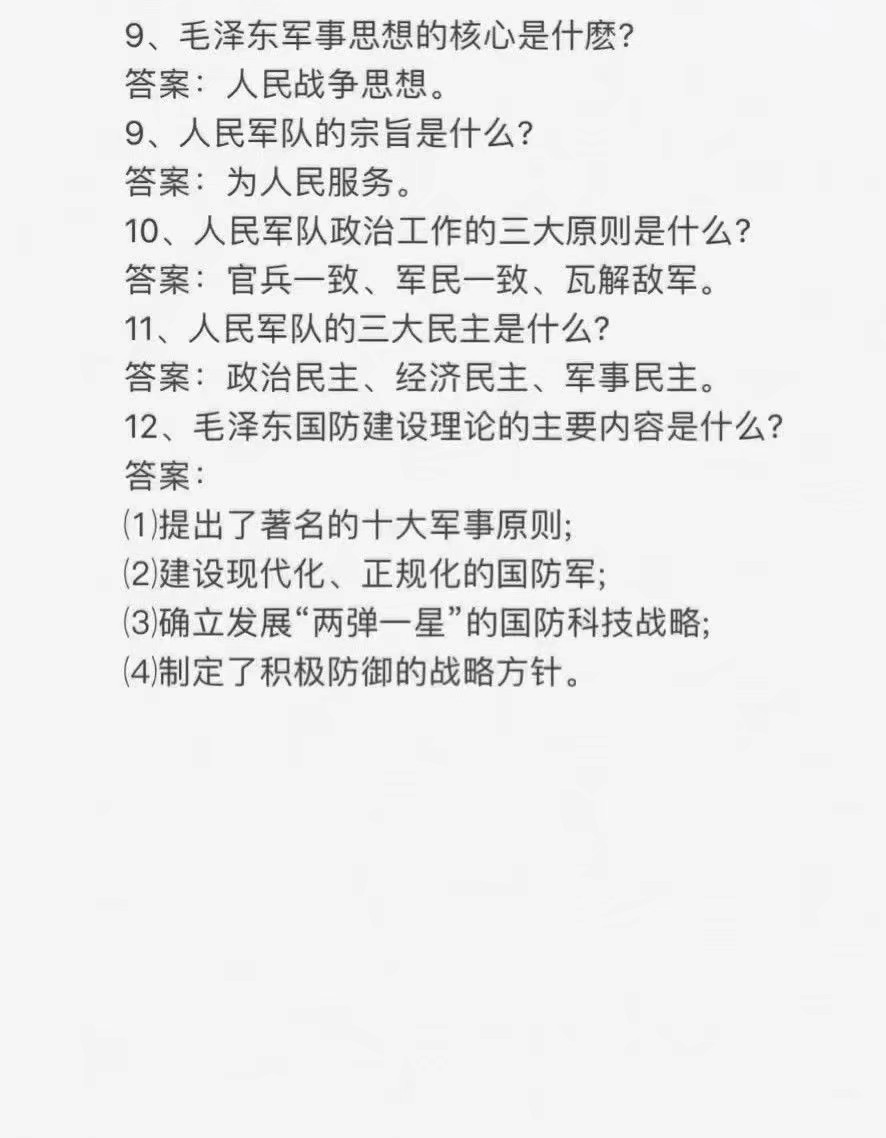 9、毛泽东军事思想的核心是什麽?
答案：人民战争思想。
9、人民军队的宗旨是什么?
答案：为人民服务。
10、人民军队政治工作的三大原则是什么?
答案：官兵一致、军民一致、瓦解敌军。
11、人民军队的三大民主是什么?
答案：政治民主、经济民主、军事民主。
12、毛泽东国防建设理论的主要内容是什么?
答案：
⑴提出了著名的十大军事原则;
⑵建设现代化、正规化的国防军;
⑶确立发展“两弹一星”的国防科技战略;
⑷制定了积极防御的战略方针。